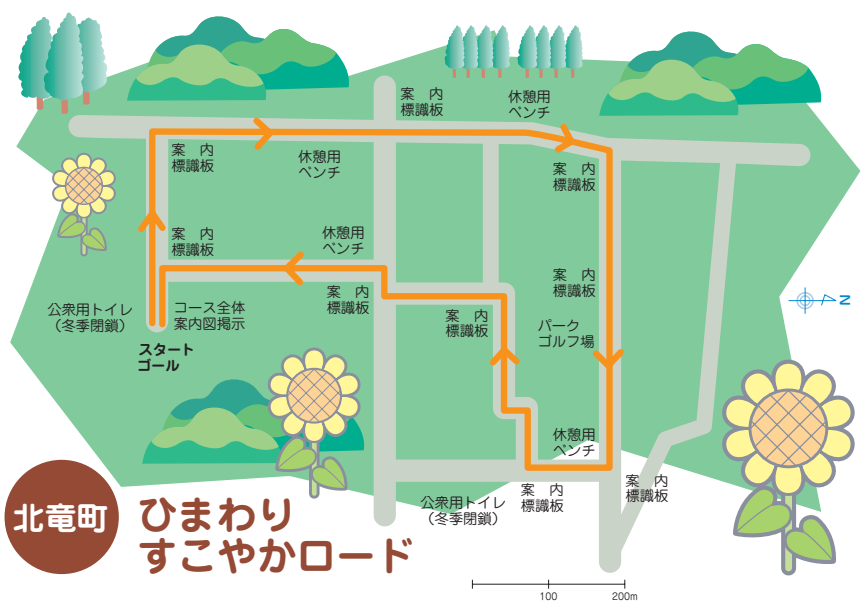 案　内
標識板
休憩用
ベンチ
案　内
標識板
休憩用
ベンチ
案　内
標識板
案　内
標識板
休憩用
ベンチ
案　内
標識板
案　内
標識板
公衆用トイレ
（冬季閉鎖）
コース全体
案内図掲示
案　内
標識板
パーク
ゴルフ場
スタート
ゴール
N
休憩用
ベンチ
案　内
標識板
案　内
標識板
公衆用トイレ
（冬季閉鎖）
北竜町
ひまわり
すこやかロード
100
200m